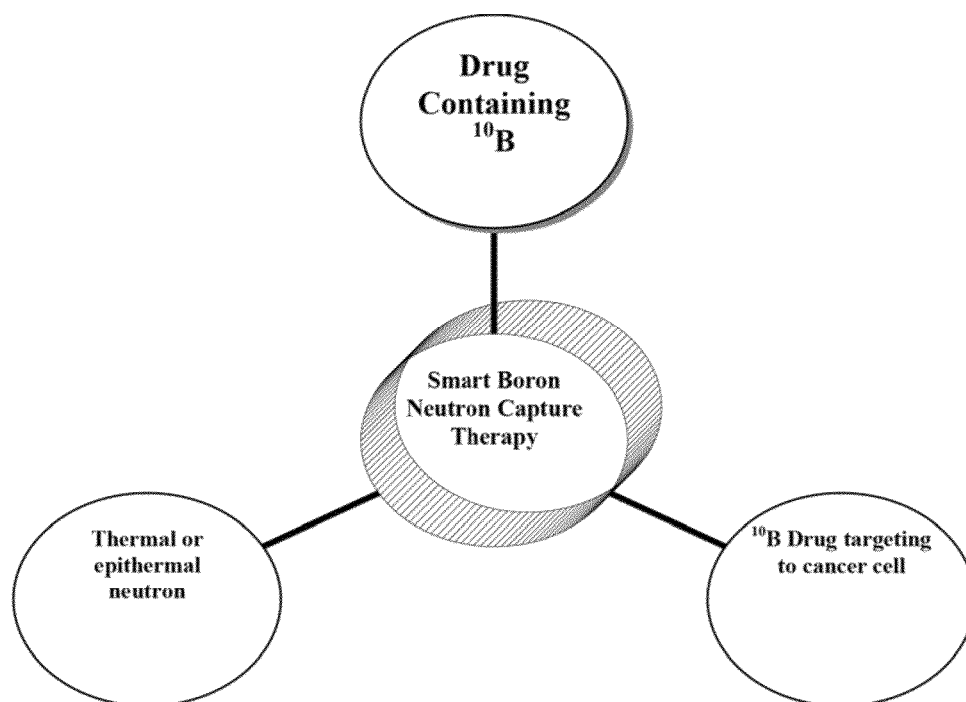 Drug
Containing
¹⁰B
Smart Boron
Neutron Capture
Therapy
Thermal or
epithermal
neutron
¹⁰B Drug targeting
to cancer cell